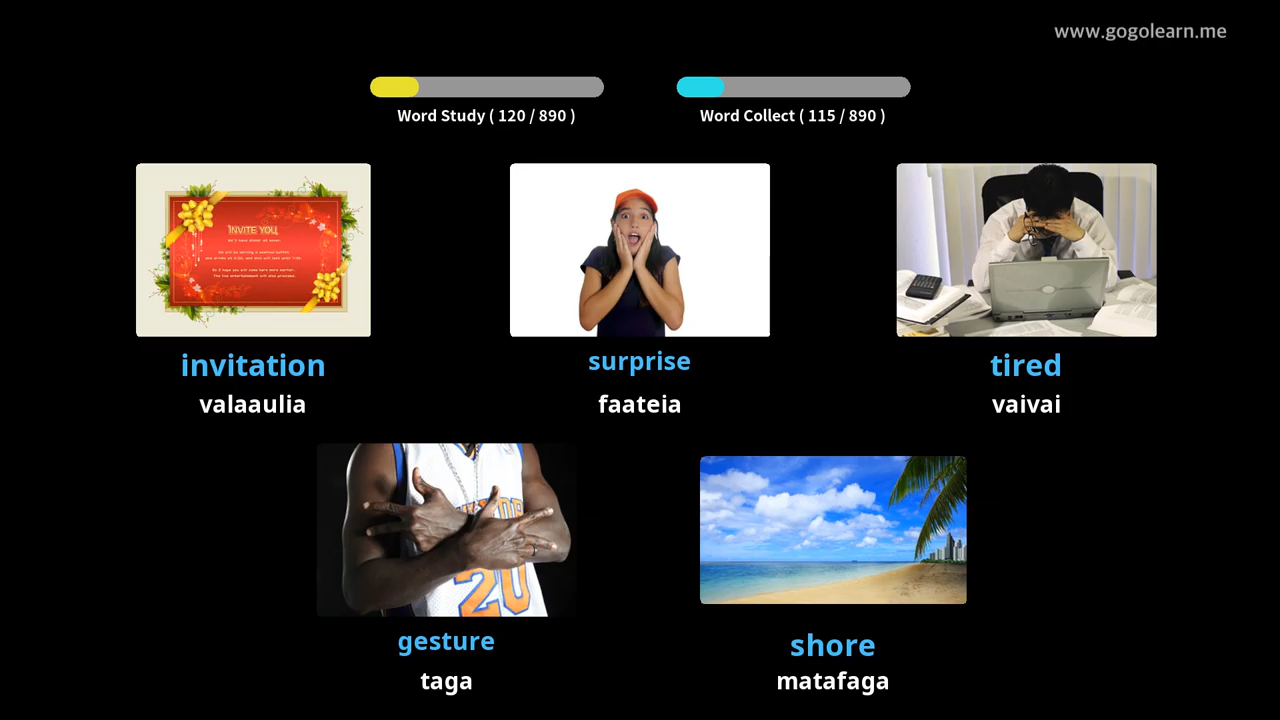 www.gogolearn.me
Word Study ( 120 / 890 )
Word Collect ( 115 / 890 )
INVITE YOU
invitation
valaaulia
surprise
faateia
tired
vaivai
20
gesture
taga
shore
matafaga